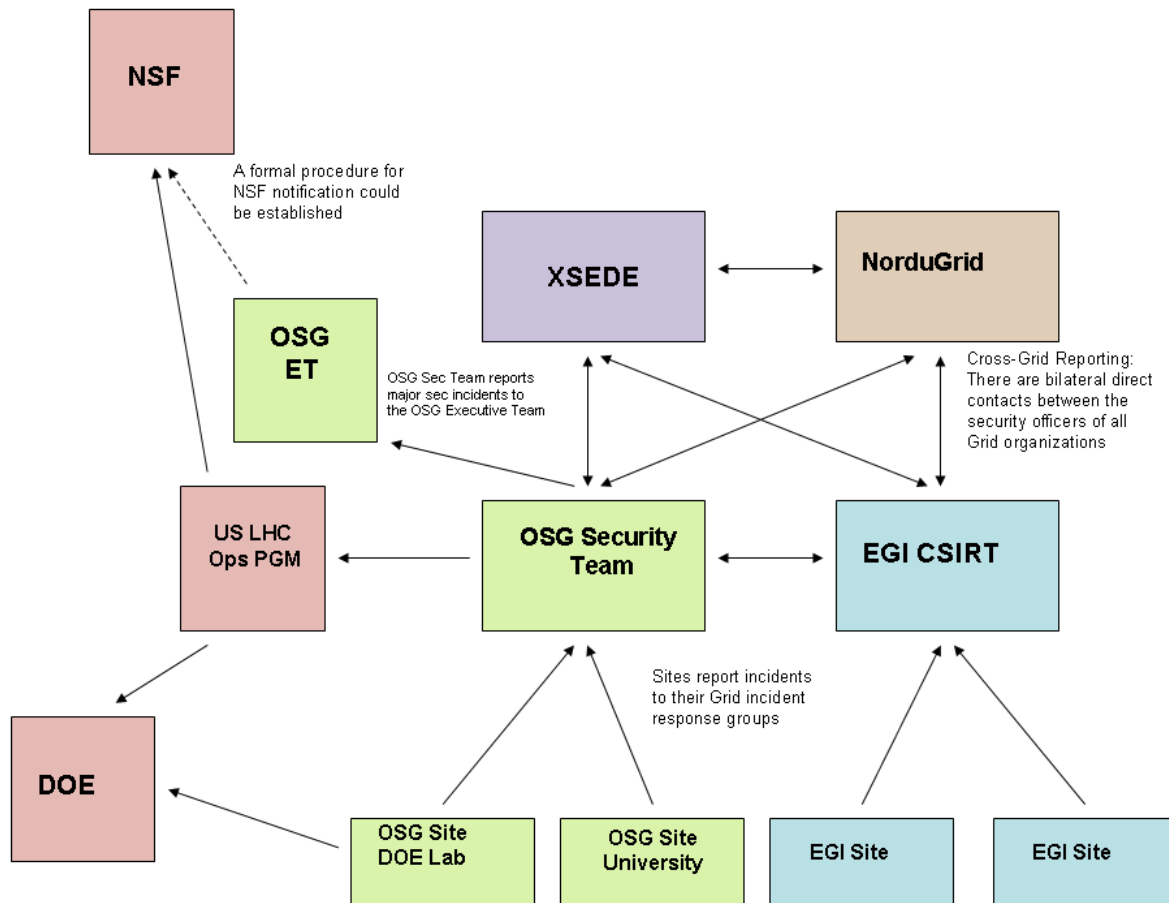 NSF
A formal procedure for
NSF notification could
be established
XSEDE
NorduGrid
OSG
ET
OSG Sec Team reports
major sec incidents to
the OSG Executive Team
Cross-Grid Reporting:
There are bilateral direct
contacts between the
security officers of all
Grid organizations
US LHC
Ops PGM
OSG Security
Team
EGI CSIRT
Sites report incidents
to their Grid incident
response groups
DOE
OSG Site
DOE Lab
OSG Site
University
EGI Site
EGI Site